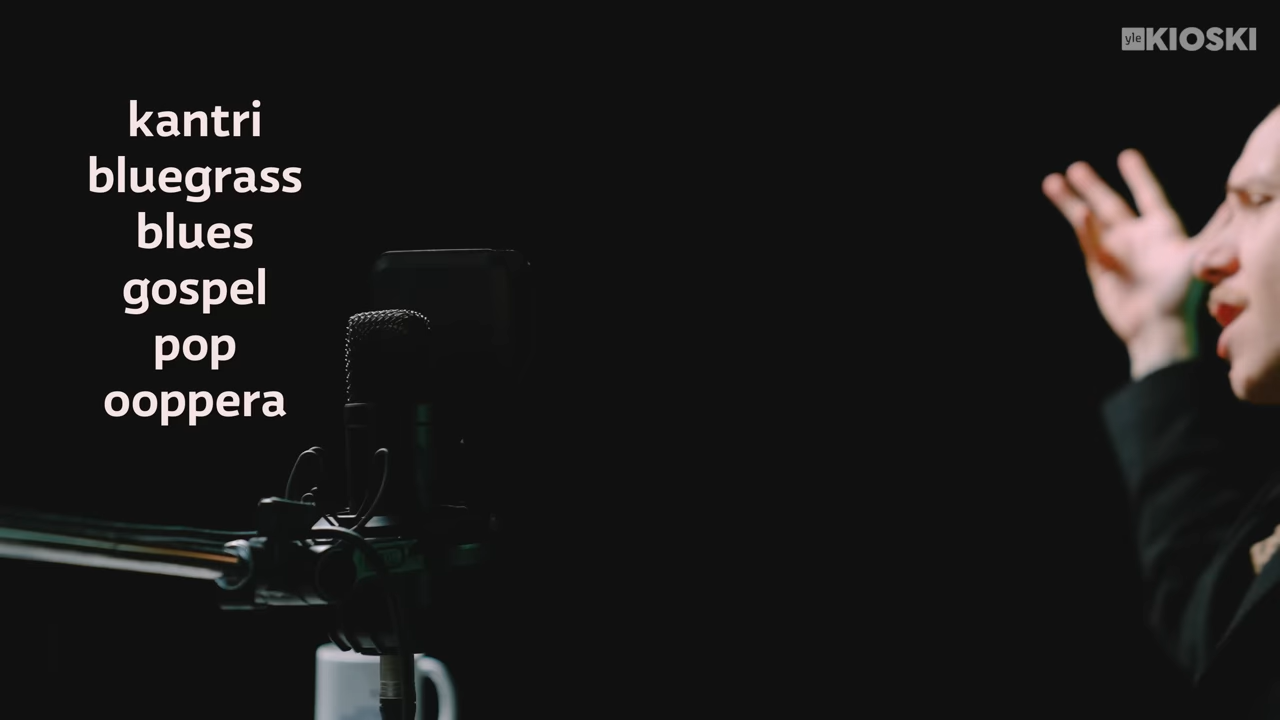 yle KIOSKI
kantri
bluegrass
blues
gospel
pop
ooppera